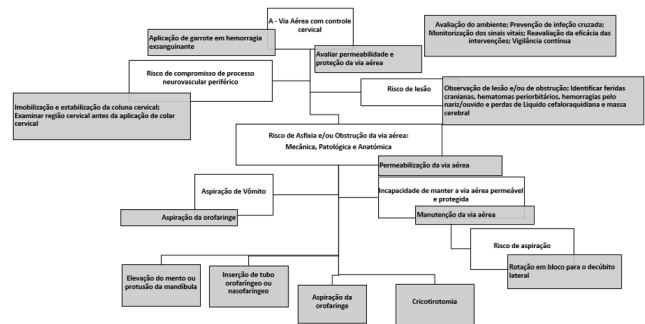 A - Via Aérea com controle
cervical
Aplicação de garrote em hemorragia
exsanguinante
Avaliação do ambiente; Prevenção de infeção cruzada;
Monitorização dos sinais vitais; Reavaliação da eficácia das
intervenções; Vigilância contínua
Avaliar permeabilidade e
proteção da via aérea
Risco de compromisso de processo
neurovascular periférico
Risco de lesão
Observação de lesão e/ou de obstrução; Identificar feridas
cranianas, hematomas periorbitários, hemorragias pelo
nariz/ouvido e perdas de Liquido cefaloraquidiano e massa
cerebral
Imobilização e estabilização da coluna cervical;
Examinar região cervical antes da aplicação de colar
cervical
Risco de Asfixia e/ou Obstrução da via aérea:
Mecânica, Patológica e Anatómica
Permeabilização da via aérea
Aspiração de Vômito
Incapacidade de manter a via aérea permeável
e protegida
Aspiração da orofaringe
Manutenção da via aérea
Risco de aspiração
Rotação em bloco para o decúbito
lateral
Elevação do mento ou
protusão da mandíbula
Inserção de tubo
orofaríngeo ou
nasofaríngeo
Aspiração da
orofaringe
Cricotirotomia